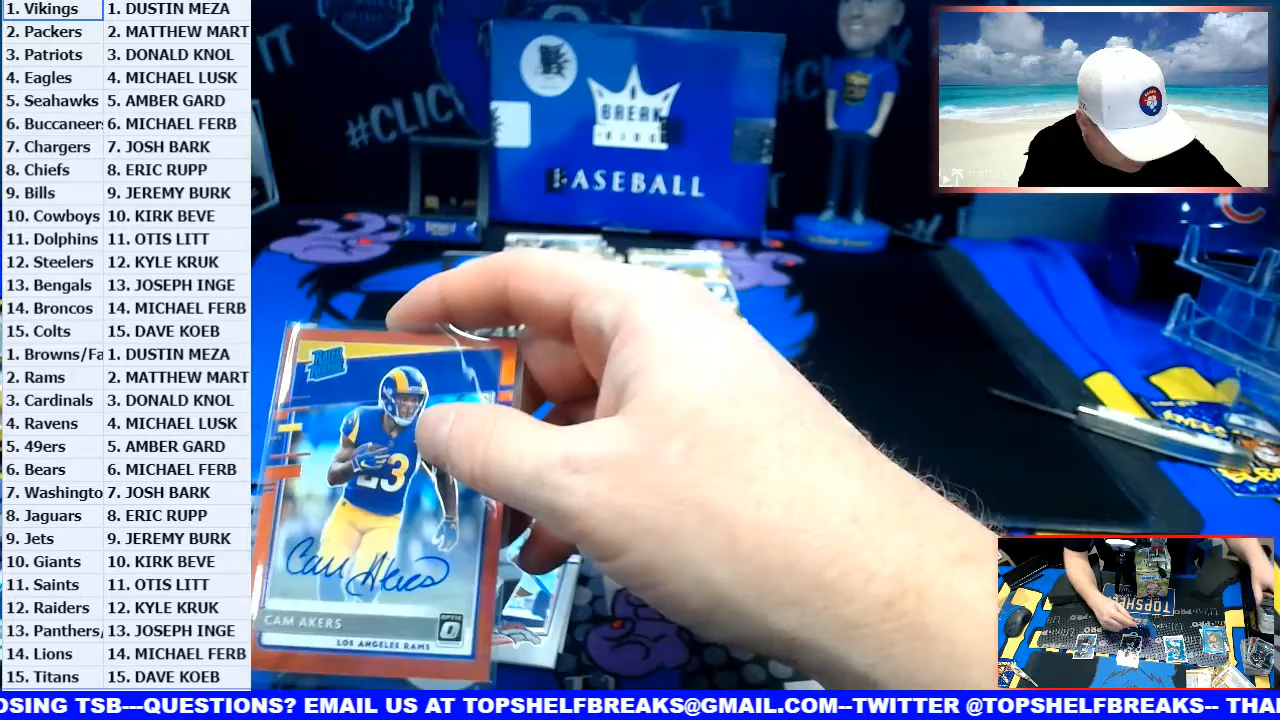 1. Vikings 1. DUSTIN MEZA
2. Packers 2. MATTHEW MART
3. Patriots 3. DONALD KNOL
4. Eagles 4. MICHAEL LUSK
5. Seahawks 5. AMBER GARD
6. Buccaneers 6. MICHAEL FERB
7. Chargers 7. JOSH BARK
8. Chiefs 8. ERIC RUPP
9. Bills 9. JEREMY BURK
10. Cowboys 10. KIRK BEVE
11. Dolphins 11. OTIS LITT
12. Steelers 12. KYLE KRUK
13. Bengals 13. JOSEPH INGE
14. Broncos 14. MICHAEL FERB
15. Colts 15. DAVE KOEB
1. Browns/Fa 1. DUSTIN MEZA
2. Rams 2. MATTHEW MART
3. Cardinals 3. DONALD KNOL
4. Ravens 4. MICHAEL LUSK
5. 49ers 5. AMBER GARD
6. Bears 6. MICHAEL FERB
7. Washingto 7. JOSH BARK
8. Jaguars 8. ERIC RUPP
9. Jets 9. JEREMY BURK
10. Giants 10. KIRK BEVE
11. Saints 11. OTIS LITT
12. Raiders 12. KYLE KRUK
13. Panthers/ 13. JOSEPH INGE
14. Lions 14. MICHAEL FERB
15. Titans 15. DAVE KOEB
#CLIC
BREAK
KING
BASEBALL
RATED
ROOKIE
23
Cam Akers
CAM AKERS
OPTIC
LOS ANGELES RAMS
TOPSHE
OSING TSB---QUESTIONS? EMAIL US AT TOPSHELFBREAKS@GMAIL.COM--TWITTER @TOPSHELFBREAKS-- THA